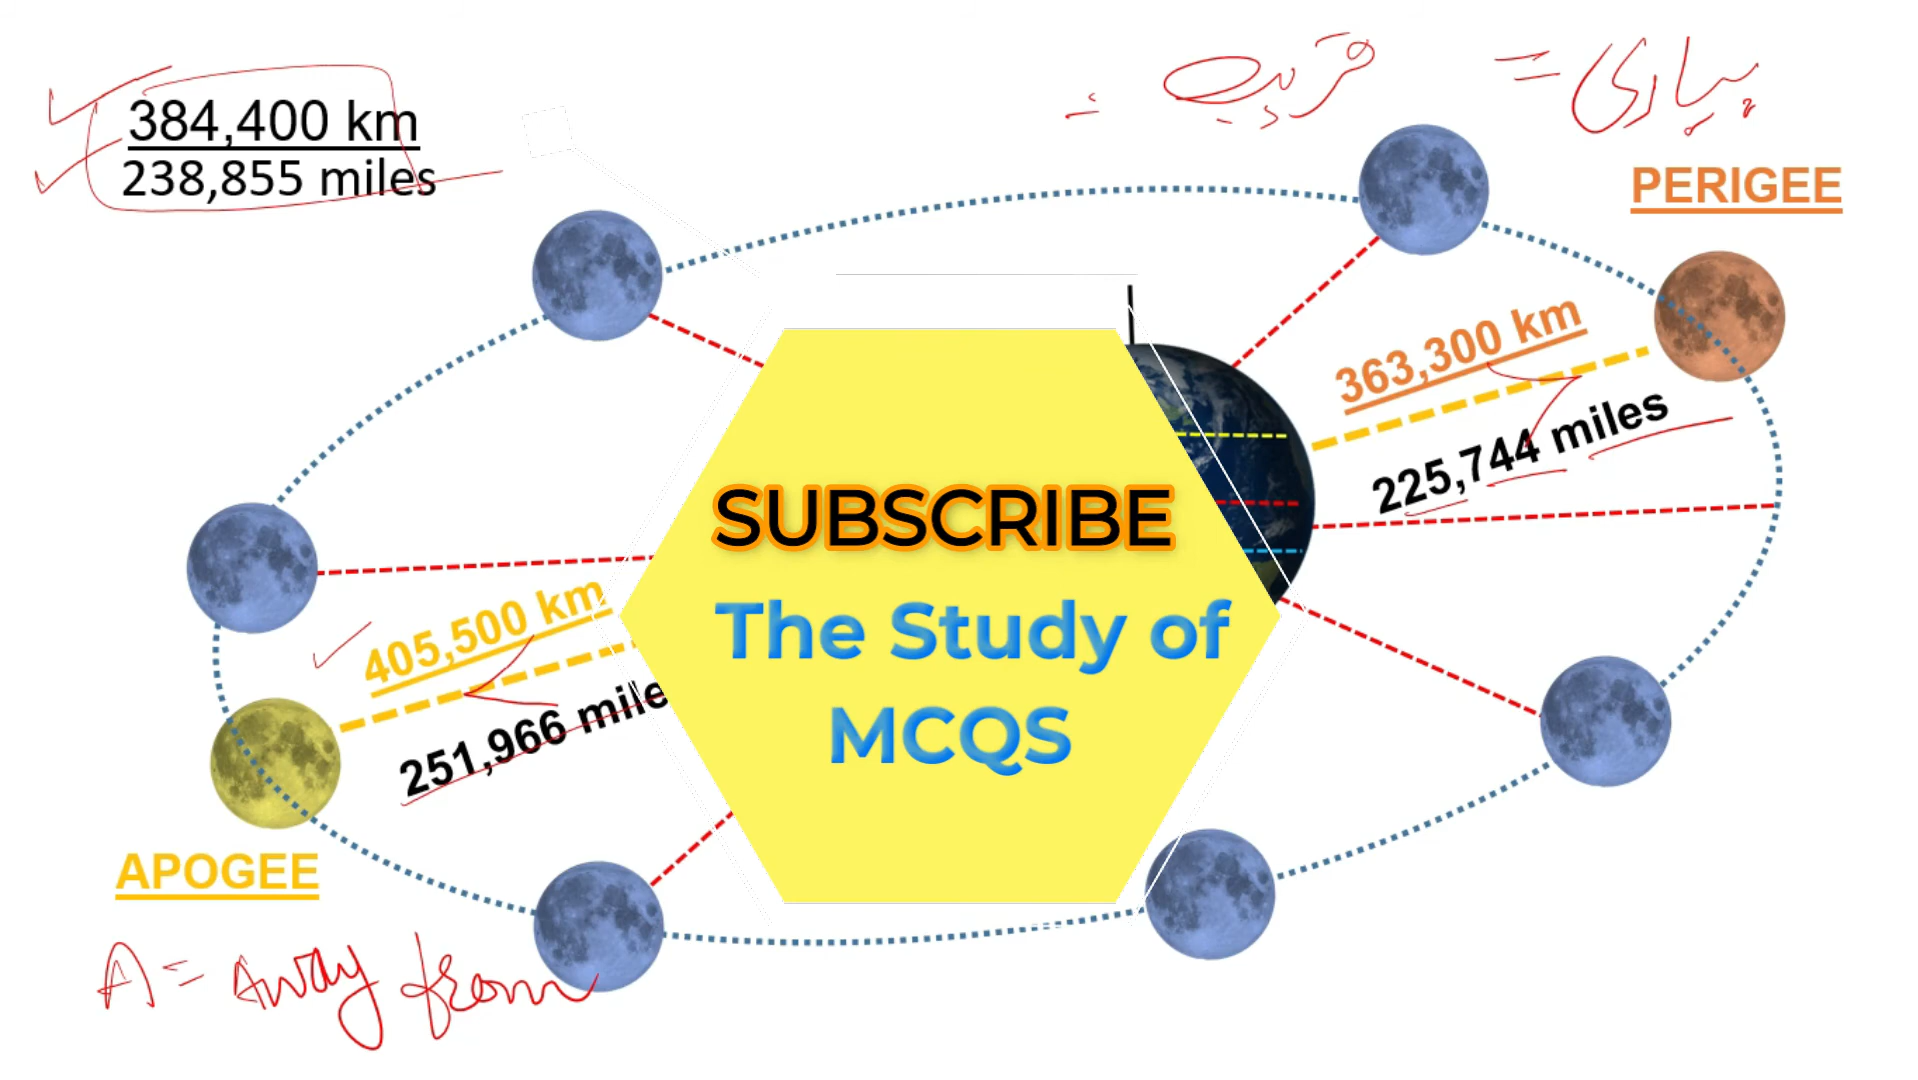 384,400 km
238,855 miles
قریب = پیاری
PERIGEE
363,300 km
225,744 miles
SUBSCRIBE
The Study of
MCQS
405,500 km
251,966 mile
APOGEE
A = Away from